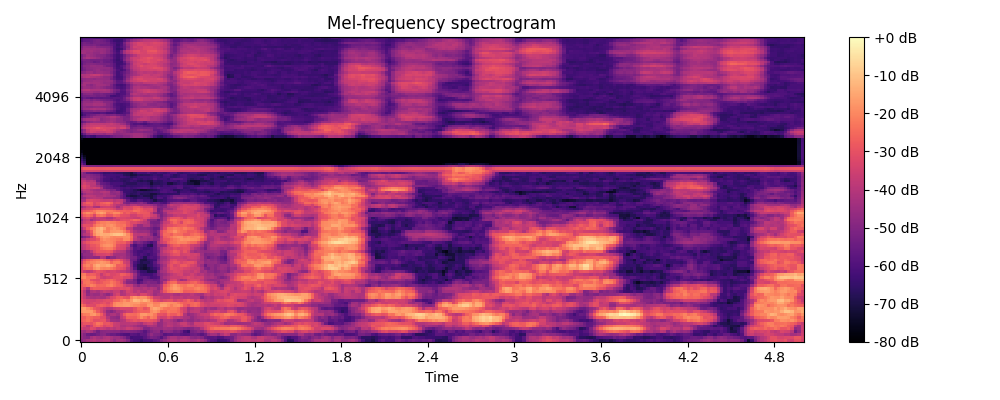 Mel-frequency spectrogram
+0 dB
-10 dB
-20 dB
-30 dB
-40 dB
-50 dB
-60 dB
-70 dB
-80 dB
Hz
4096
2048
1024
512
0
0 0.6 1.2 1.8 2.4 3 3.6 4.2 4.8
Time